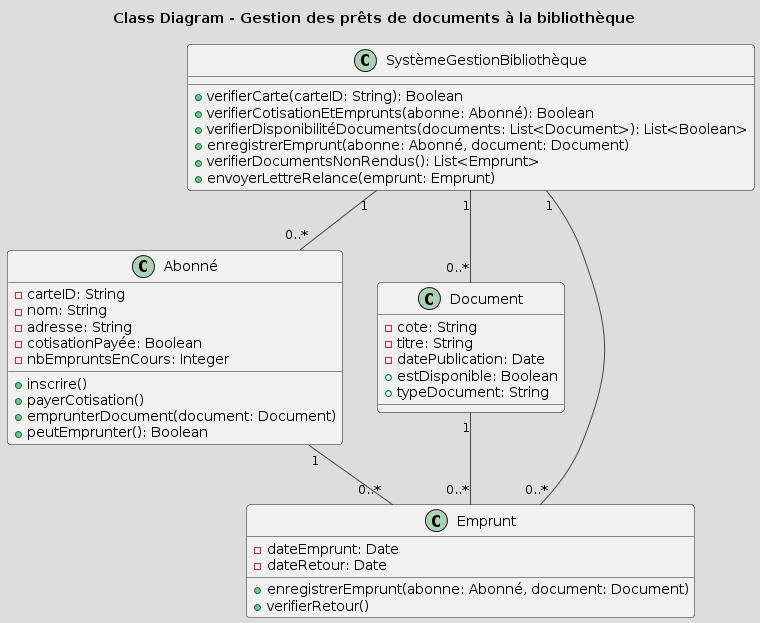 Class Diagram - Gestion des prêts de documents à la bibliothèque
C SystèmeGestionBibliothèque
verifierCarte(carteID: String): Boolean
verifierCotisationEtEmprunts(abonne: Abonné): Boolean
verifierDisponibilitéDocuments(documents: List<Document>): List<Boolean>
enregistrerEmprunt(abonne: Abonné, document: Document)
verifierDocumentsNonRendus(): List<Emprunt>
envoyerLettreRelance(emprunt: Emprunt)
1 1 1
0..* 0..*
C Abonné
carteID: String
nom: String
adresse: String
cotisationPayée: Boolean
nbEmpruntsEnCours: Integer
inscrire()
payerCotisation()
emprunterDocument(document: Document)
peutEmprunter(): Boolean
C Document
cote: String
titre: String
datePublication: Date
estDisponible: Boolean
typeDocument: String
1 1
0..* 0..* 0..*
C Emprunt
dateEmprunt: Date
dateRetour: Date
enregistrerEmprunt(abonne: Abonné, document: Document)
verifierRetour()